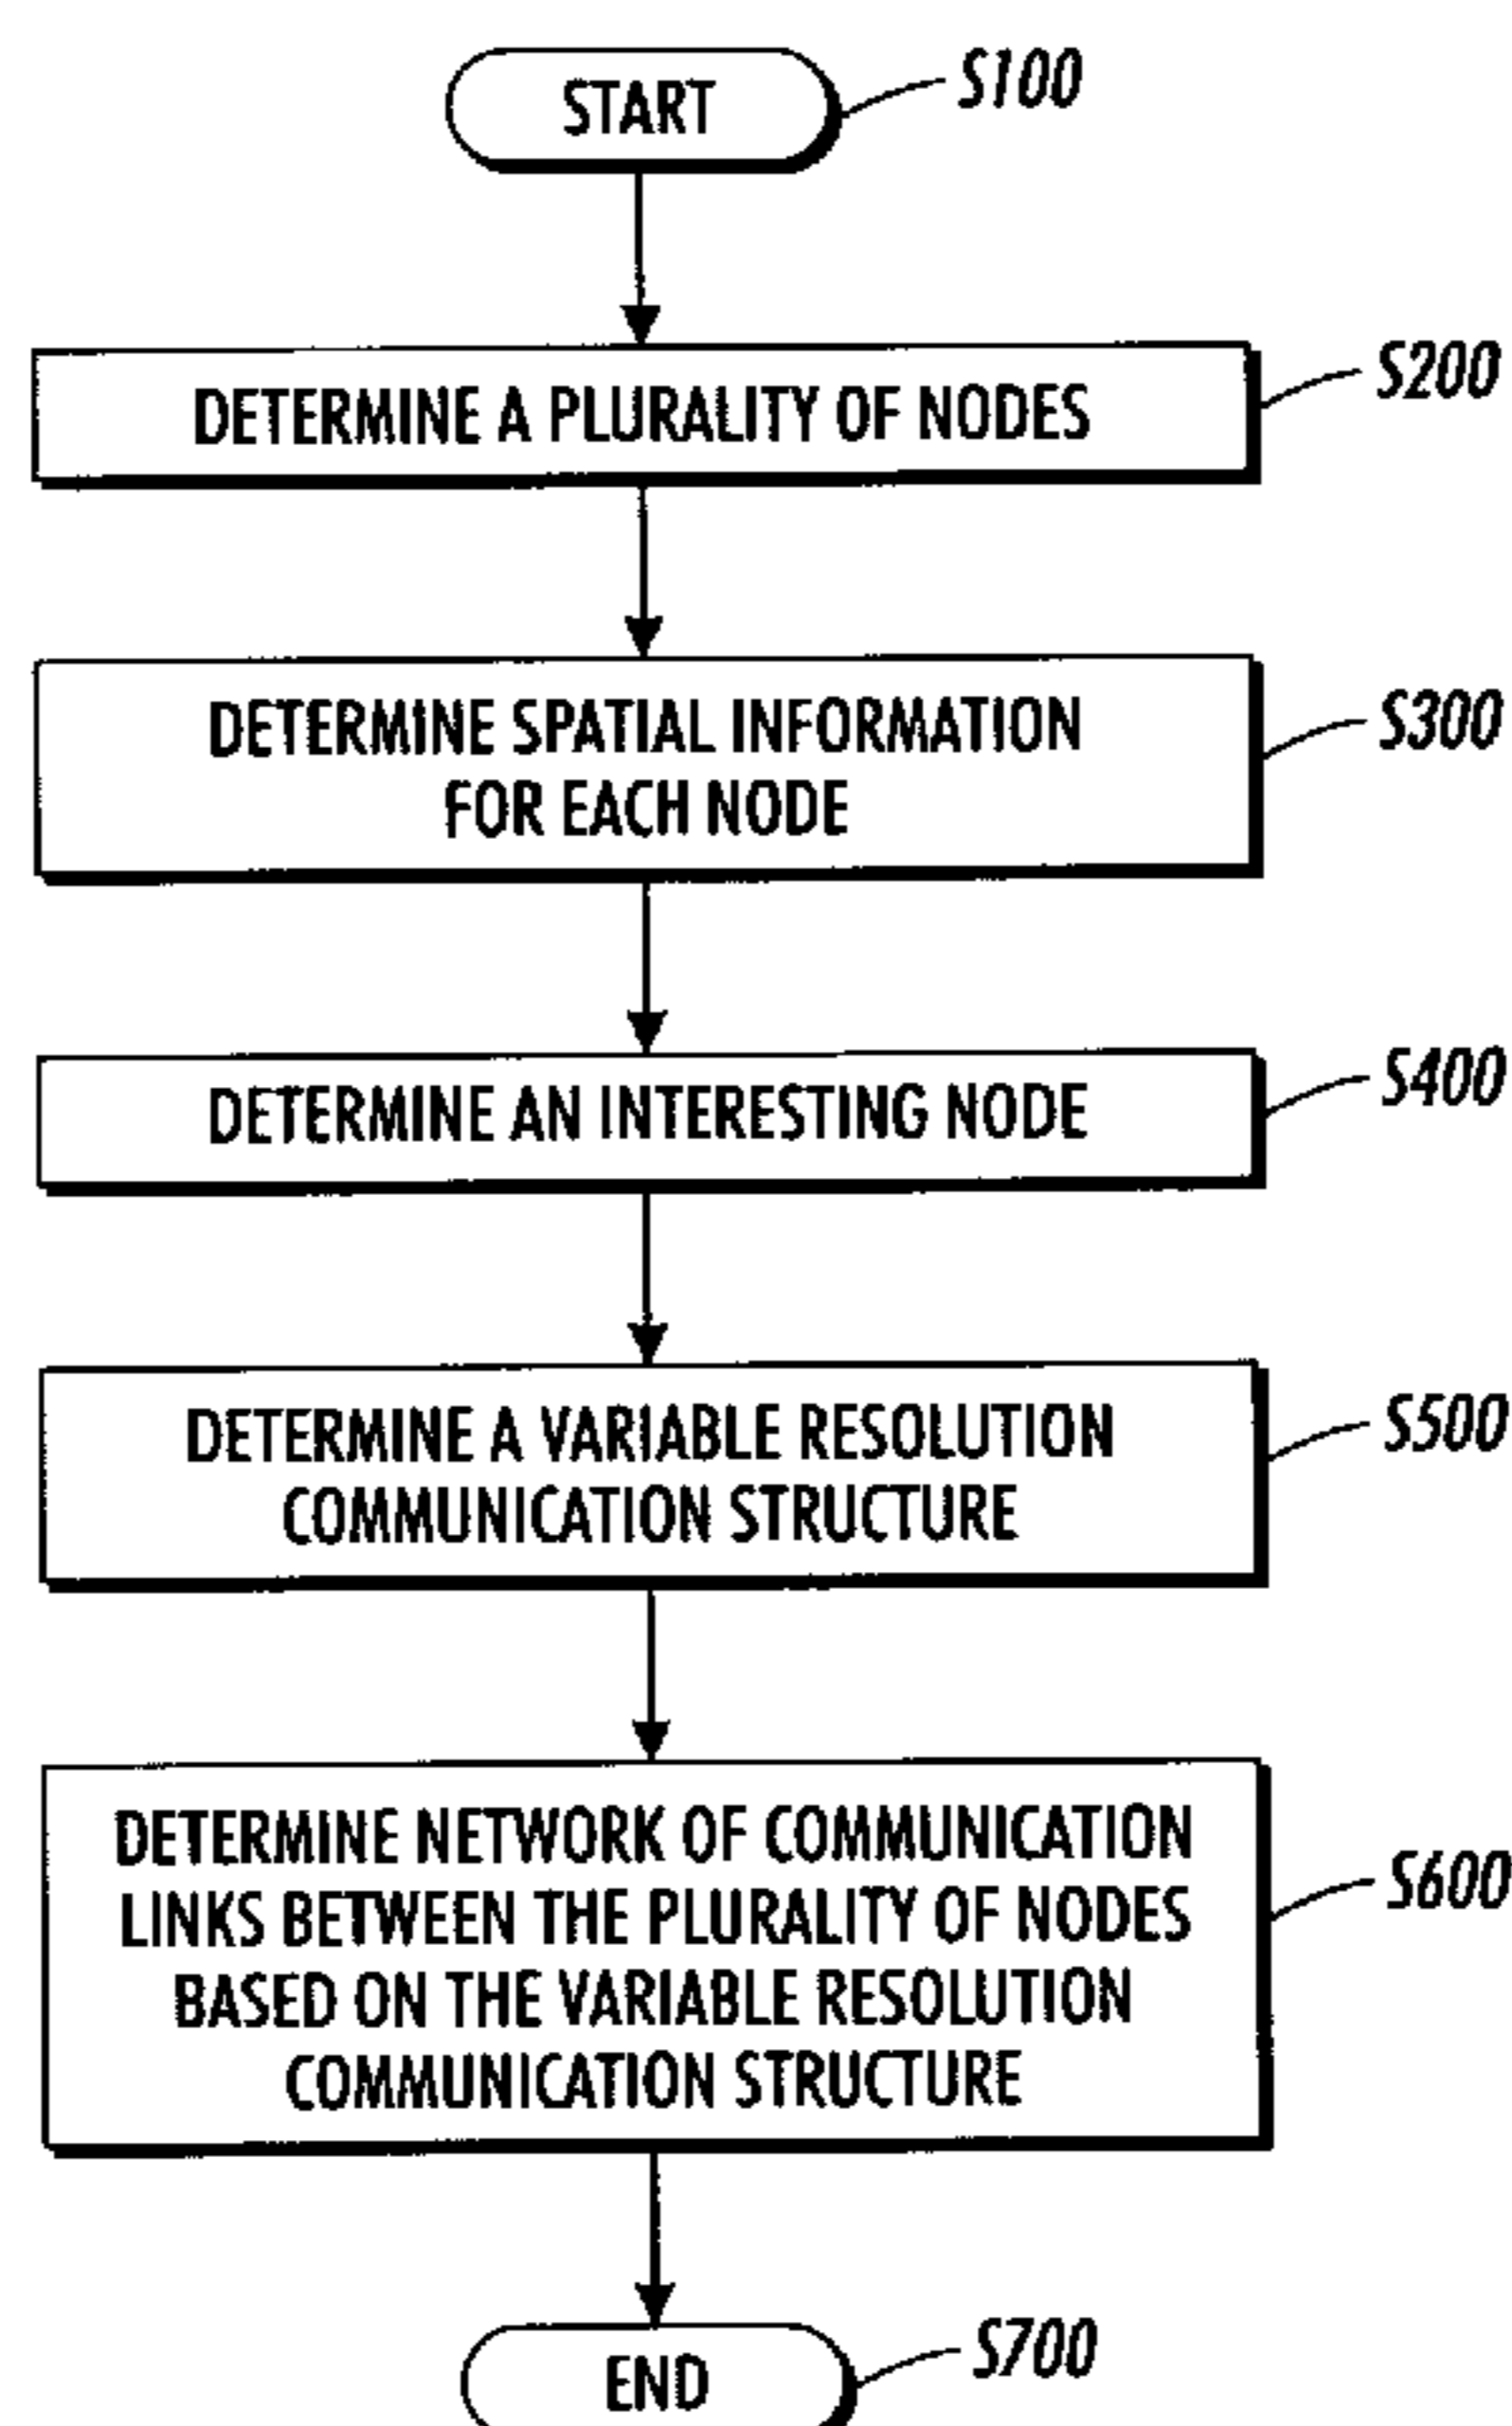 START
S100
DETERMINE A PLURALITY OF NODES
S200
DETERMINE SPATIAL INFORMATION
FOR EACH NODE
S300
DETERMINE AN INTERESTING NODE
S400
DETERMINE A VARIABLE RESOLUTION
COMMUNICATION STRUCTURE
S500
DETERMINE NETWORK OF COMMUNICATION
LINKS BETWEEN THE PLURALITY OF NODES
BASED ON THE VARIABLE RESOLUTION
COMMUNICATION STRUCTURE
S600
END
S700